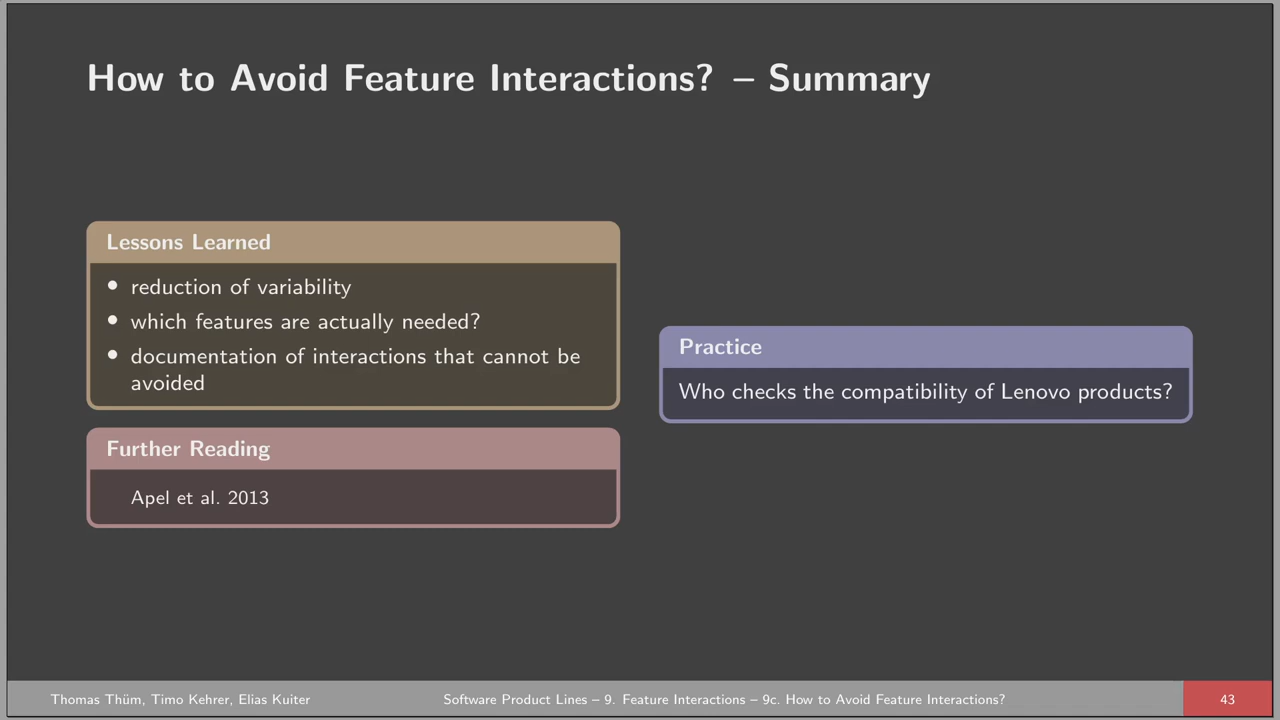 How to Avoid Feature Interactions? – Summary
Lessons Learned
• reduction of variability
• which features are actually needed?
• documentation of interactions that cannot be
avoided
Further Reading
Apel et al. 2013
Practice
Who checks the compatibility of Lenovo products?
Thomas Thüm, Timo Kehrer, Elias Kuiter
Software Product Lines – 9. Feature Interactions – 9c. How to Avoid Feature Interactions?
43